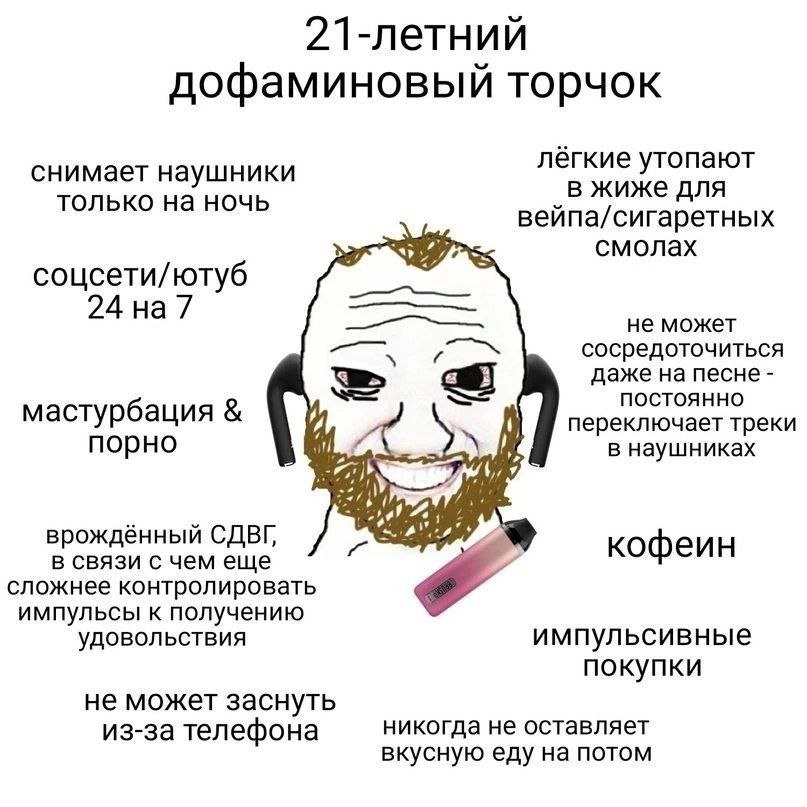 21-летний
дофаминовый торчок
снимает наушники
только на ночь
лёгкие утопают
в жиже для
вейпа/сигаретных
смолах
соцсети/ютуб
24 на 7
не может
сосредоточиться
даже на песне -
постоянно
переключает треки
в наушниках
мастурбация &
порно
врождённый СДВГ,
в связи с чем еще
сложнее контролировать
импульсы к получению
удовольствия
кофеин
импульсивные
покупки
не может заснуть
из-за телефона
никогда не оставляет
вкусную еду на потом